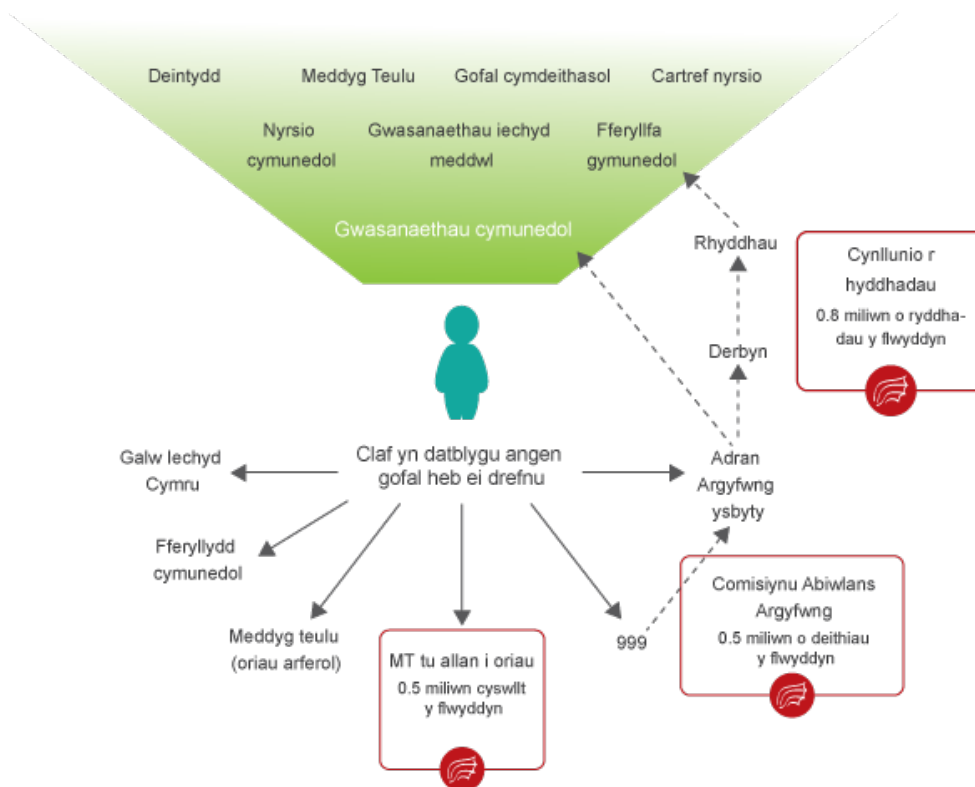 Deintydd
Meddyg Teulu
Gofal cymdeithasol
Cartref nyrsio
Nyrsio
cymunedol
Gwasanaethau iechyd
meddwl
Fferyllfa
gymunedol
Gwasanaethau cymunedol
Rhyddhau
Cynllunio r
hyddhadau
0.8 miliwn o ryddha-
dau y flwyddyn
Derbyn
Claf yn datblygu angen
gofal heb ei drefnu
Galw Iechyd
Cymru
Adran
Argyfwng
ysbyty
Fferyllydd
cymunedol
Meddyg teulu
(oriau arferol)
MT tu allan i oriau
0.5 miliwn cyswllt
y flwyddyn
999
Comisiynu Abiwlans
Argyfwng
0.5 miliwn o deithiau
y flwyddyn